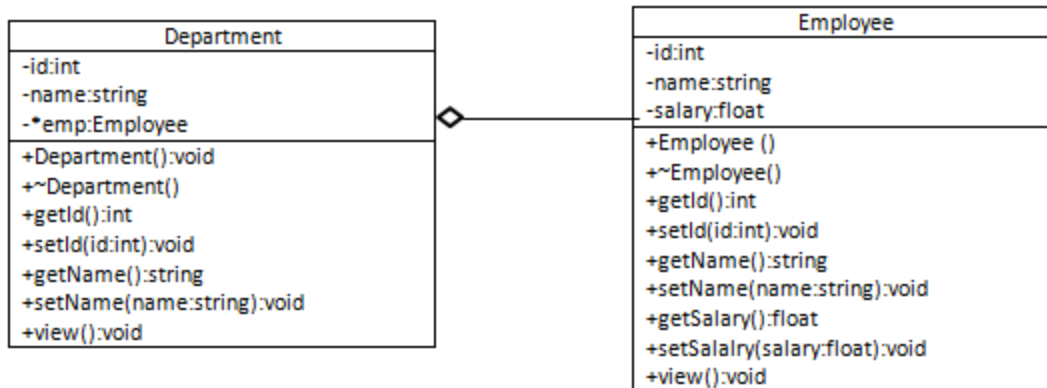 Department
-id:int
-name:string
-*emp:Employee
+Department():void
+~Department()
+getId():int
+setId(id:int):void
+getName():string
+setName(name:string):void
+view():void
Employee
-id:int
-name:string
-salary:float
+Employee ()
+~Employee()
+getId():int
+setId(id:int):void
+getName():string
+setName(name:string):void
+getSalary():float
+setSalalry(salary:float):void
+view():void